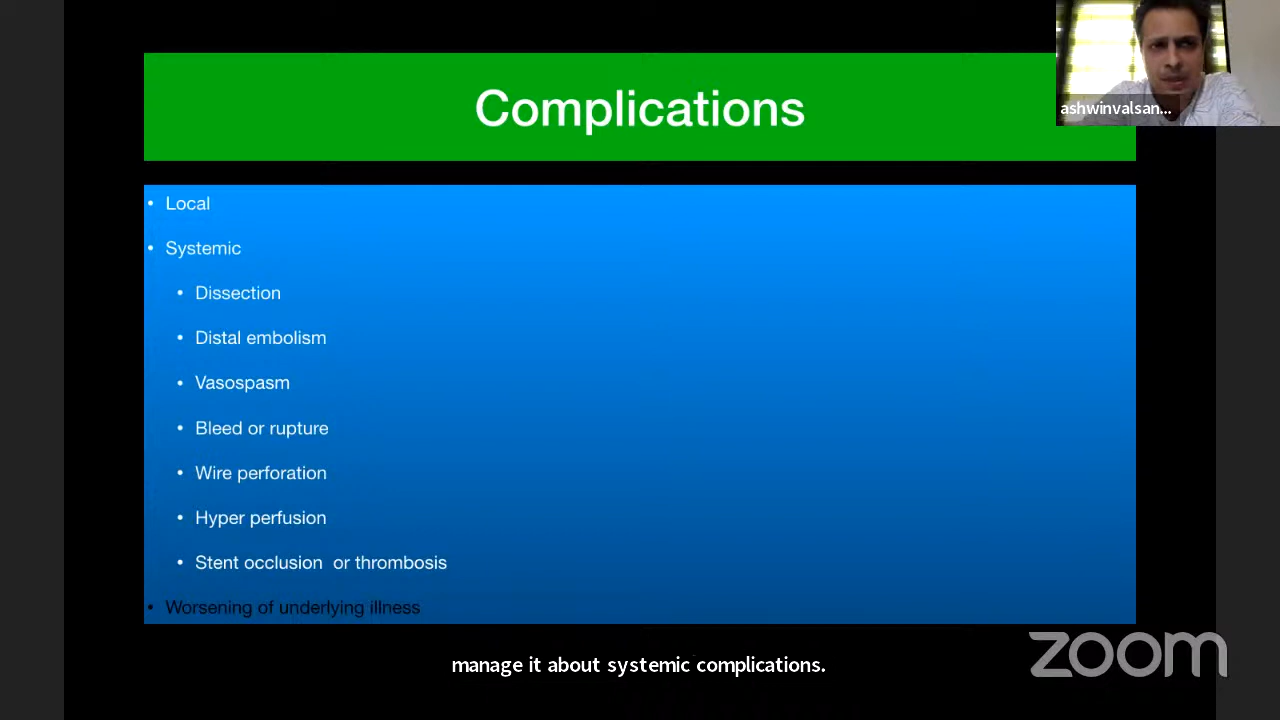 Complications
ashwinvalsan...
• Local
• Systemic
• Dissection
• Distal embolism
• Vasospasm
• Bleed or rupture
• Wire perforation
• Hyper perfusion
• Stent occlusion or thrombosis
• Worsening of underlying illness
zoom
manage it about systemic complications.